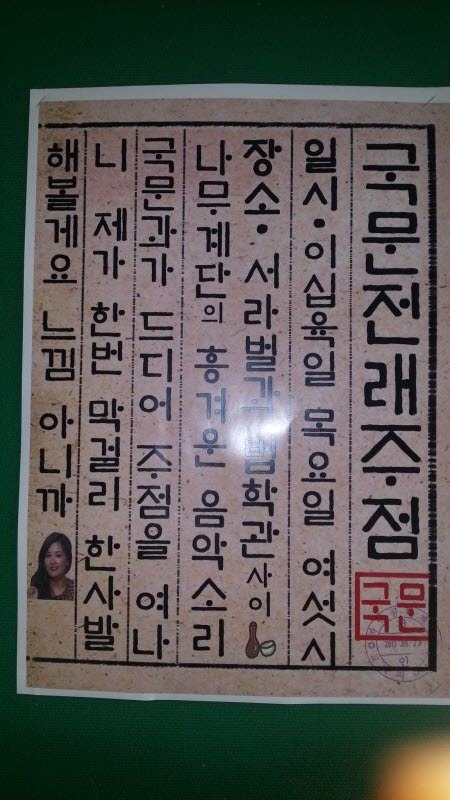 국문전래주점
국문
일시·이십육일 목요일 여섯시
장소·서라벌관과법학관사이
나무계단의 흥겨운 음악소리
국문과가 드디어 주점을 여나
니 제가 한번 막걸리 한사발
해볼게요 느낌 아니까